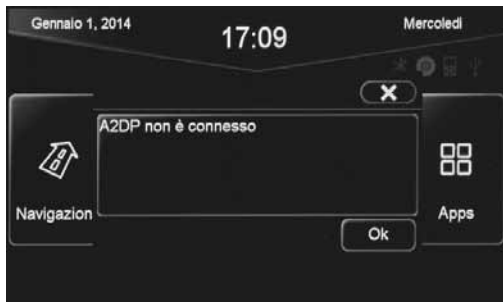 Gennaio 1, 2014
17:09
Mercoledì
A2DP non è connesso
Navigazion
Apps
Ok